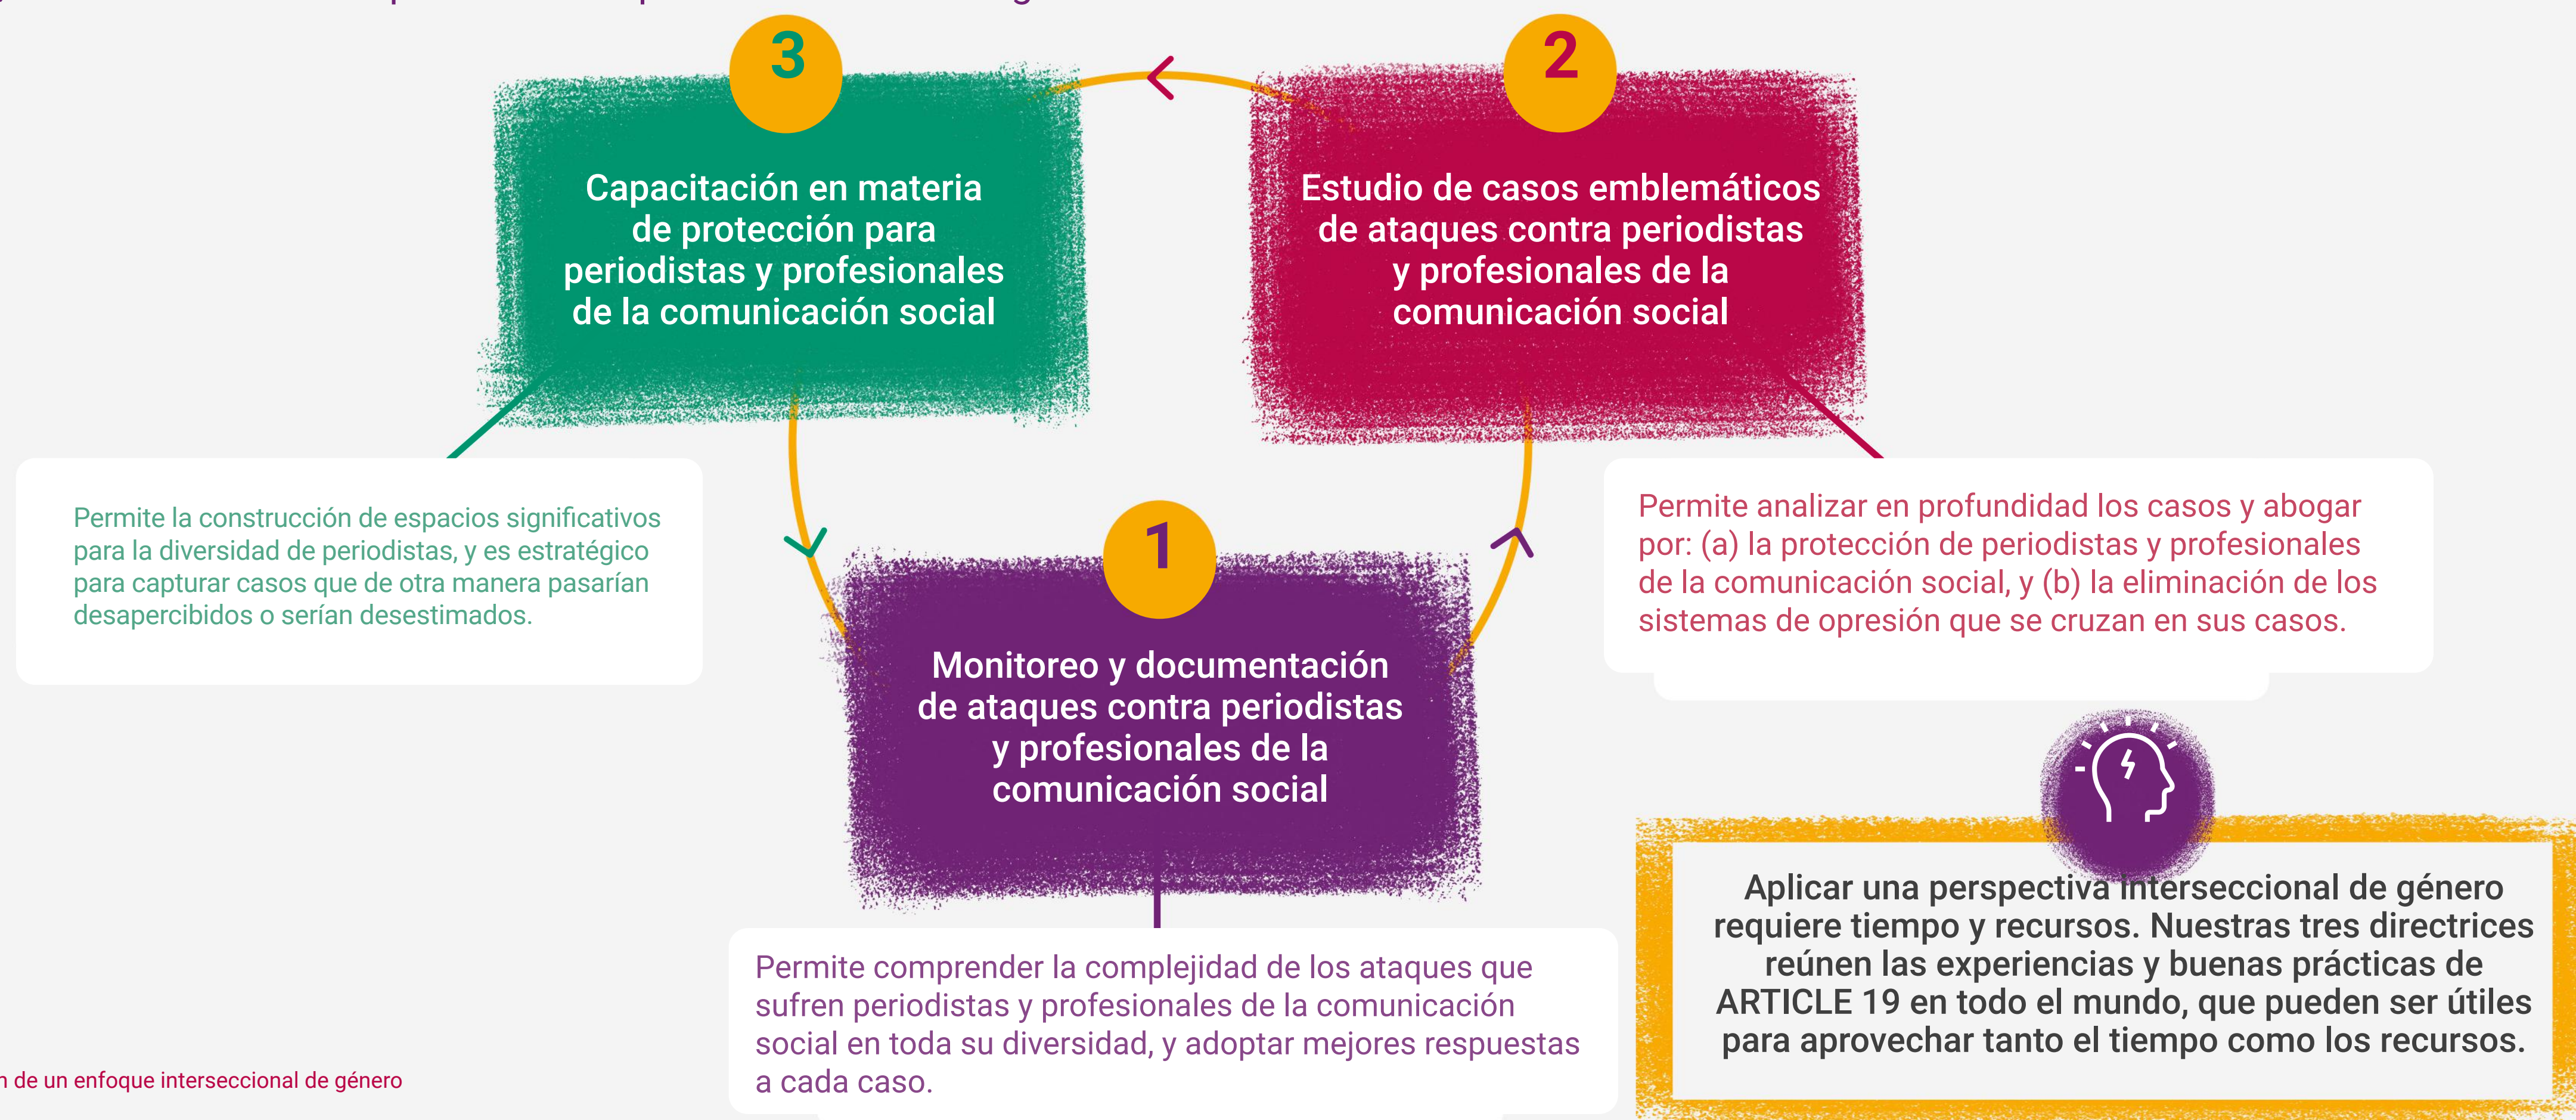 3
Capacitación en materia
de protección para
periodistas y profesionales
de la comunicación social
2
Estudio de casos emblemáticos
de ataques contra periodistas
y profesionales de la
comunicación social
Permite la construcción de espacios significativos
para la diversidad de periodistas, y es estratégico
para capturar casos que de otra manera pasarían
desapercibidos o serían desestimados.
1
Monitoreo y documentación
de ataques contra periodistas
y profesionales de la
comunicación social
Permite analizar en profundidad los casos y abogar
por: (a) la protección de periodistas y profesionales
de la comunicación social, y (b) la eliminación de los
sistemas de opresión que se cruzan en sus casos.
Permite comprender la complejidad de los ataques que
sufren periodistas y profesionales de la comunicación
social en toda su diversidad, y adoptar mejores respuestas
a cada caso.
Aplicar una perspectiva interseccional de género
requiere tiempo y recursos. Nuestras tres directrices
reúnen las experiencias y buenas prácticas de
ARTICLE 19 en todo el mundo, que pueden ser útiles
para aprovechar tanto el tiempo como los recursos.
n de un enfoque interseccional de género